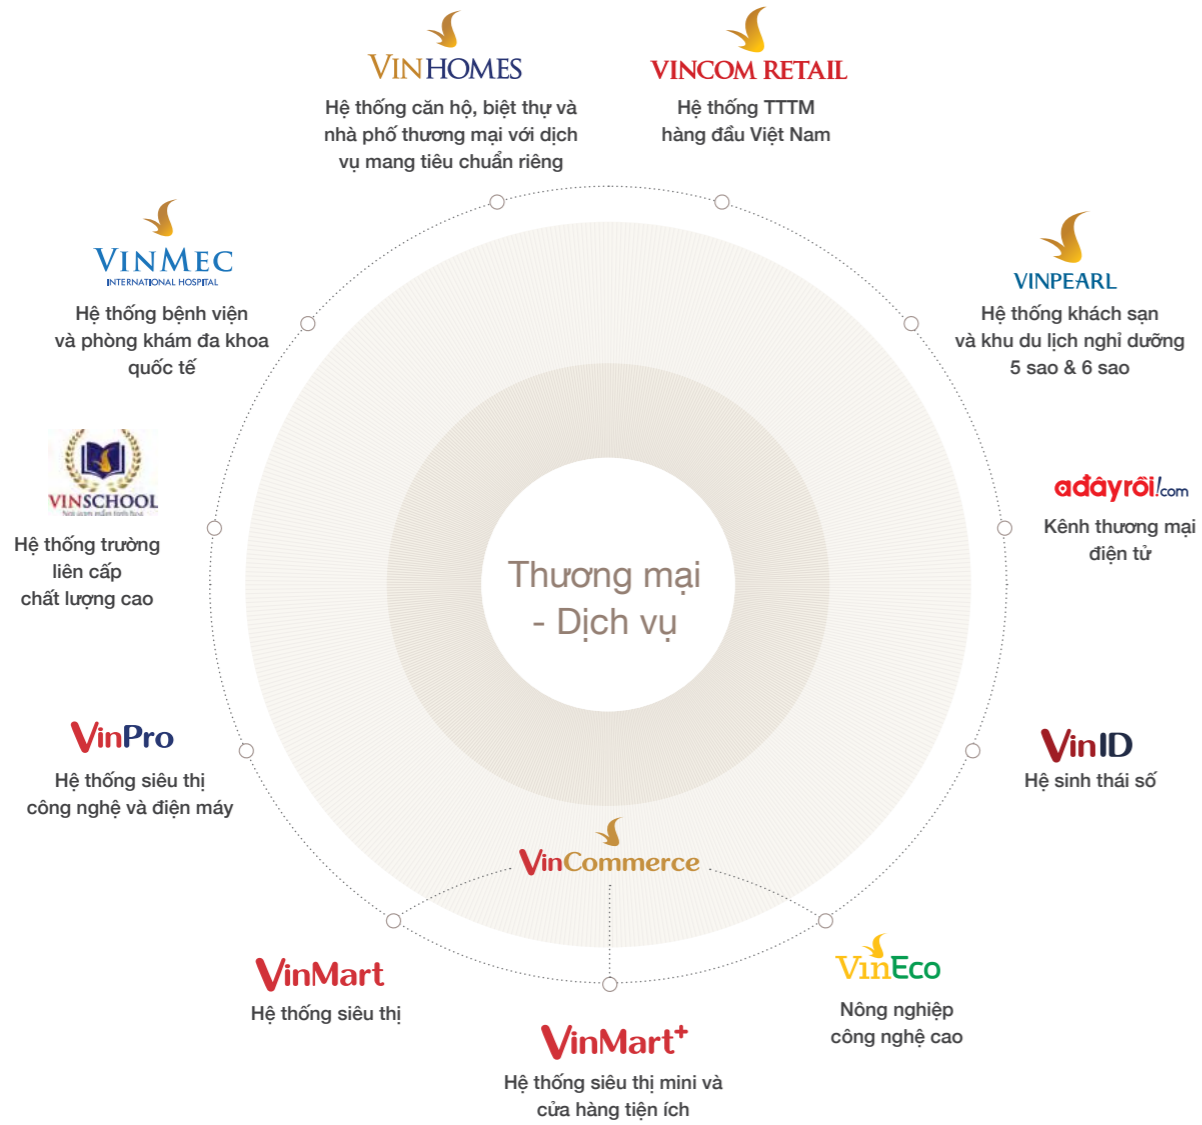 VINHOMES
Hệ thống căn hộ, biệt thự và
nhà phố thương mại với dịch
vụ mang tiêu chuẩn riêng
VINCOM RETAIL
Hệ thống TTTM
hàng đầu Việt Nam
VINMEC
INTERNATIONAL HOSPITAL
Hệ thống bệnh viện
và phòng khám đa khoa
quốc tế
VINPEARL
Hệ thống khách sạn
và khu du lịch nghỉ dưỡng
5 sao & 6 sao
VINSCHOOL
Nơi ươm mầm tinh hoa
Hệ thống trường
liên cấp
chất lượng cao
adâyrồi!com
Kênh thương mại
điện tử
Thương mại
- Dịch vụ
VinPro
Hệ thống siêu thị
công nghệ và điện máy
VinID
Hệ sinh thái số
VinCommerce
VinMart
Hệ thống siêu thị
VinMart+
Hệ thống siêu thị mini và
cửa hàng tiện ích
VinEco
Nông nghiệp
công nghệ cao